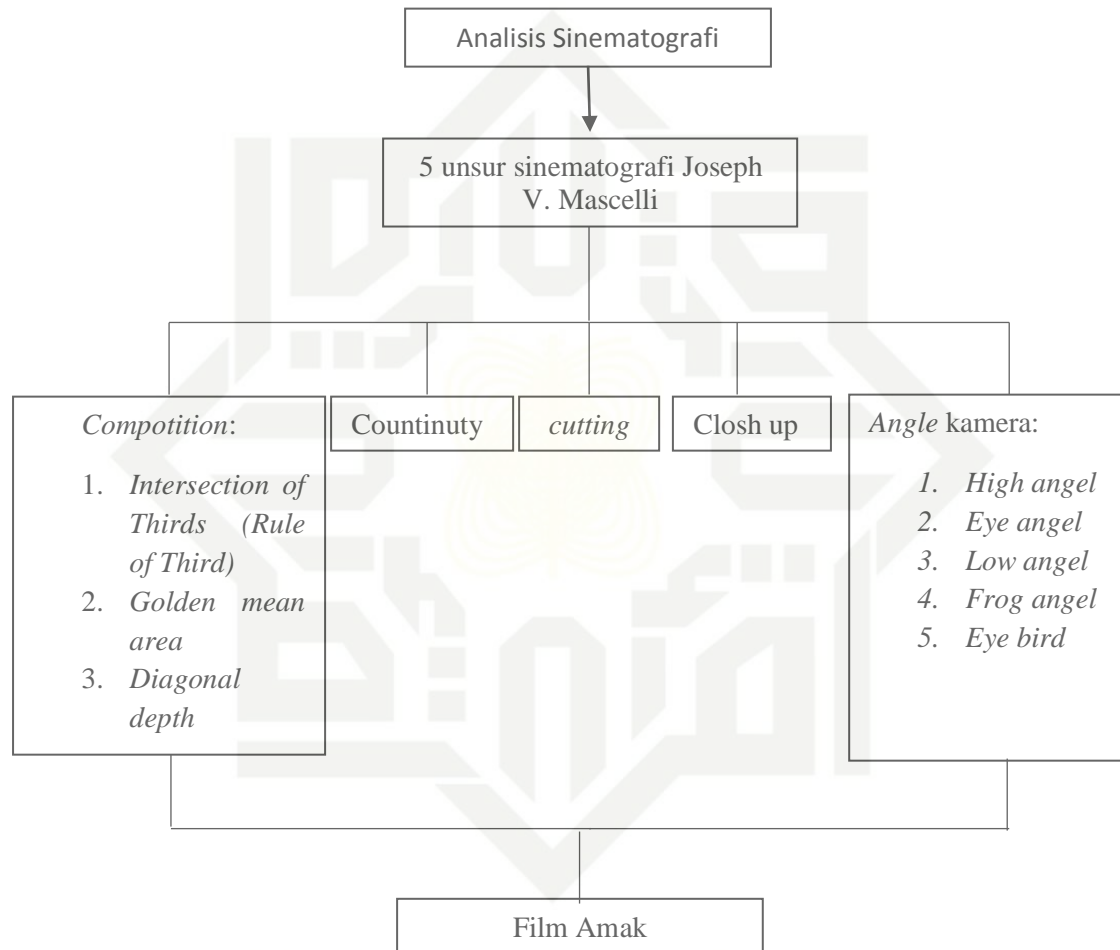 Analisis Sinematografi
5 unsur sinematografi Joseph
V. Mascelli
Compotition:
1. Intersection of
Thirds (Rule
of Third)
2. Golden mean
area
3. Diagonal
depth
Countinuty
cutting
Closh up
Angle kamera:
1. High angel
2. Eye angel
3. Low angel
4. Frog angel
5. Eye bird
Film Amak